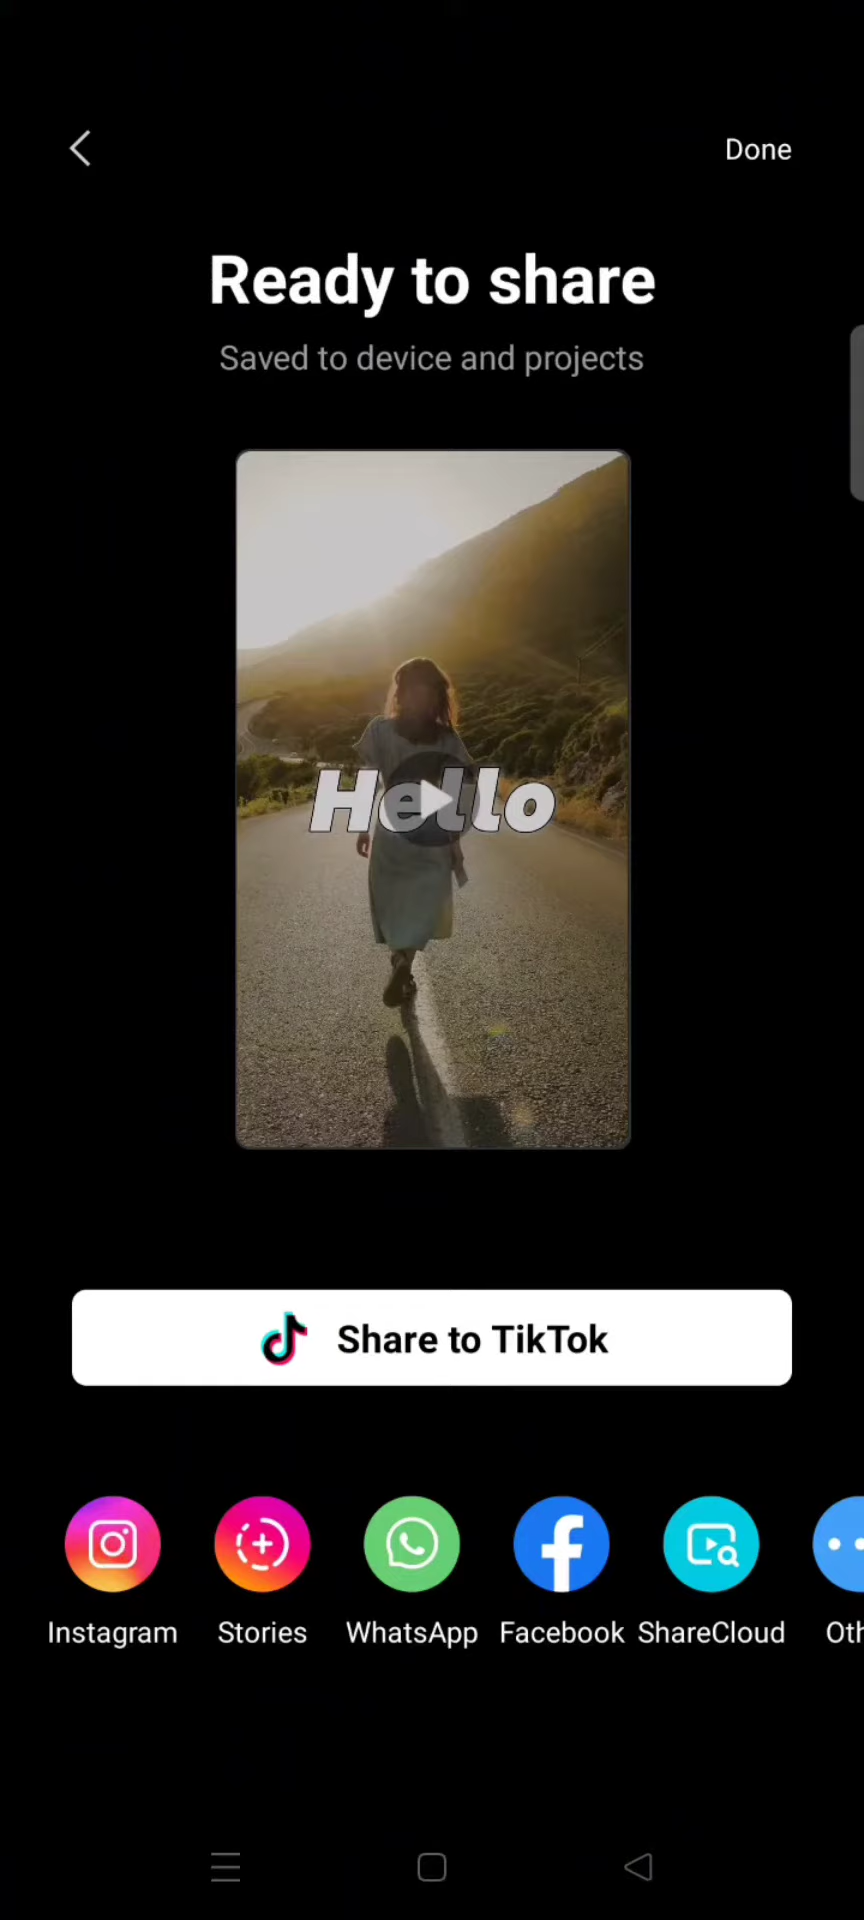 Done
Ready to share
Saved to device and projects
Hello
Share to TikTok
Instagram Stories WhatsApp Facebook ShareCloud Oth